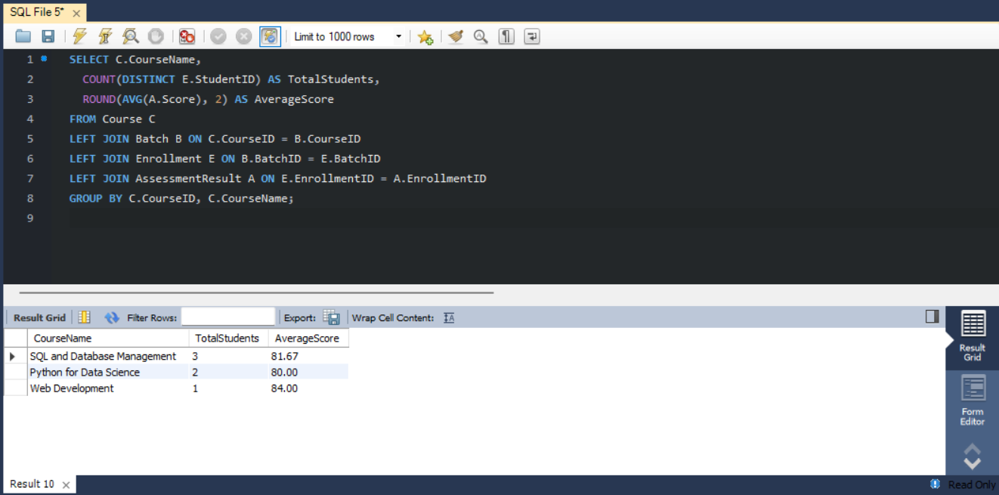 SQL File 5*
Limit to 1000 rows
1 SELECT C.CourseName,
2 COUNT(DISTINCT E.StudentID) AS TotalStudents,
3 ROUND(AVG(A.Score), 2) AS AverageScore
4 FROM Course C
5 LEFT JOIN Batch B ON C.CourseID = B.CourseID
6 LEFT JOIN Enrollment E ON B.BatchID = E.BatchID
7 LEFT JOIN AssessmentResult A ON E.EnrollmentID = A.EnrollmentID
8 GROUP BY C.CourseID, C.CourseName;
9
Result Grid Filter Rows: Export: Wrap Cell Content:
CourseName TotalStudents AverageScore
SQL and Database Management 3 81.67
Python for Data Science 2 80.00
Web Development 1 84.00
Result
Grid
Form
Editor
Result 10 Read Only